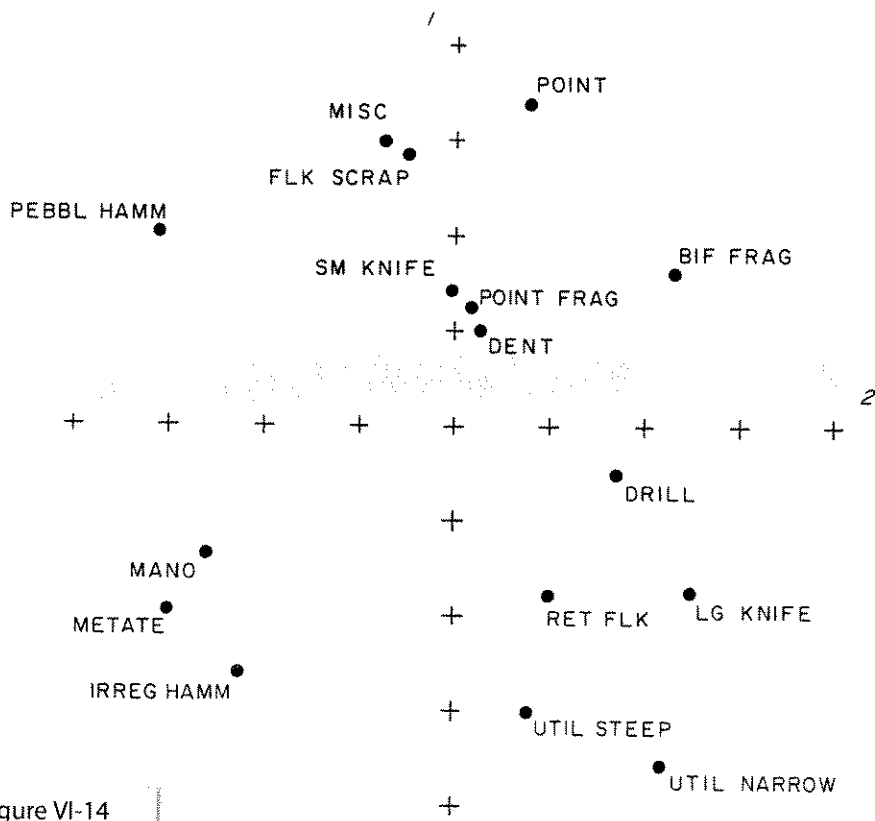 1
POINT
MISC
FLK SCRAP
PEBBL HAMM
BIF FRAG
SM KNIFE
POINT FRAG
DENT
2
DRILL
MANO
METATE
RET FLK
LG KNIFE
IRREG HAMM
UTIL STEEP
UTIL NARROW
gure VI-14